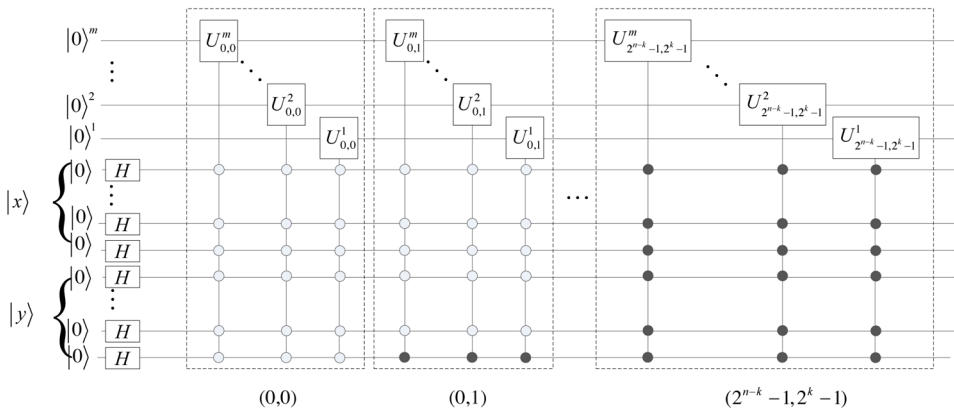 |0⟩^m U^m_{0,0} U^m_{0,1} U^m_{2^{n-k}-1,2^k-1}
|0⟩^2 U^2_{0,0} U^2_{0,1} U^2_{2^{n-k}-1,2^k-1}
|0⟩^1 U^1_{0,0} U^1_{0,1} U^1_{2^{n-k}-1,2^k-1}
|0⟩ H
|x⟩
|0⟩ H
|0⟩ H
|0⟩ H
|y⟩
|0⟩ H
|0⟩ H
(0,0) (0,1) (2^{n-k}-1,2^k-1)